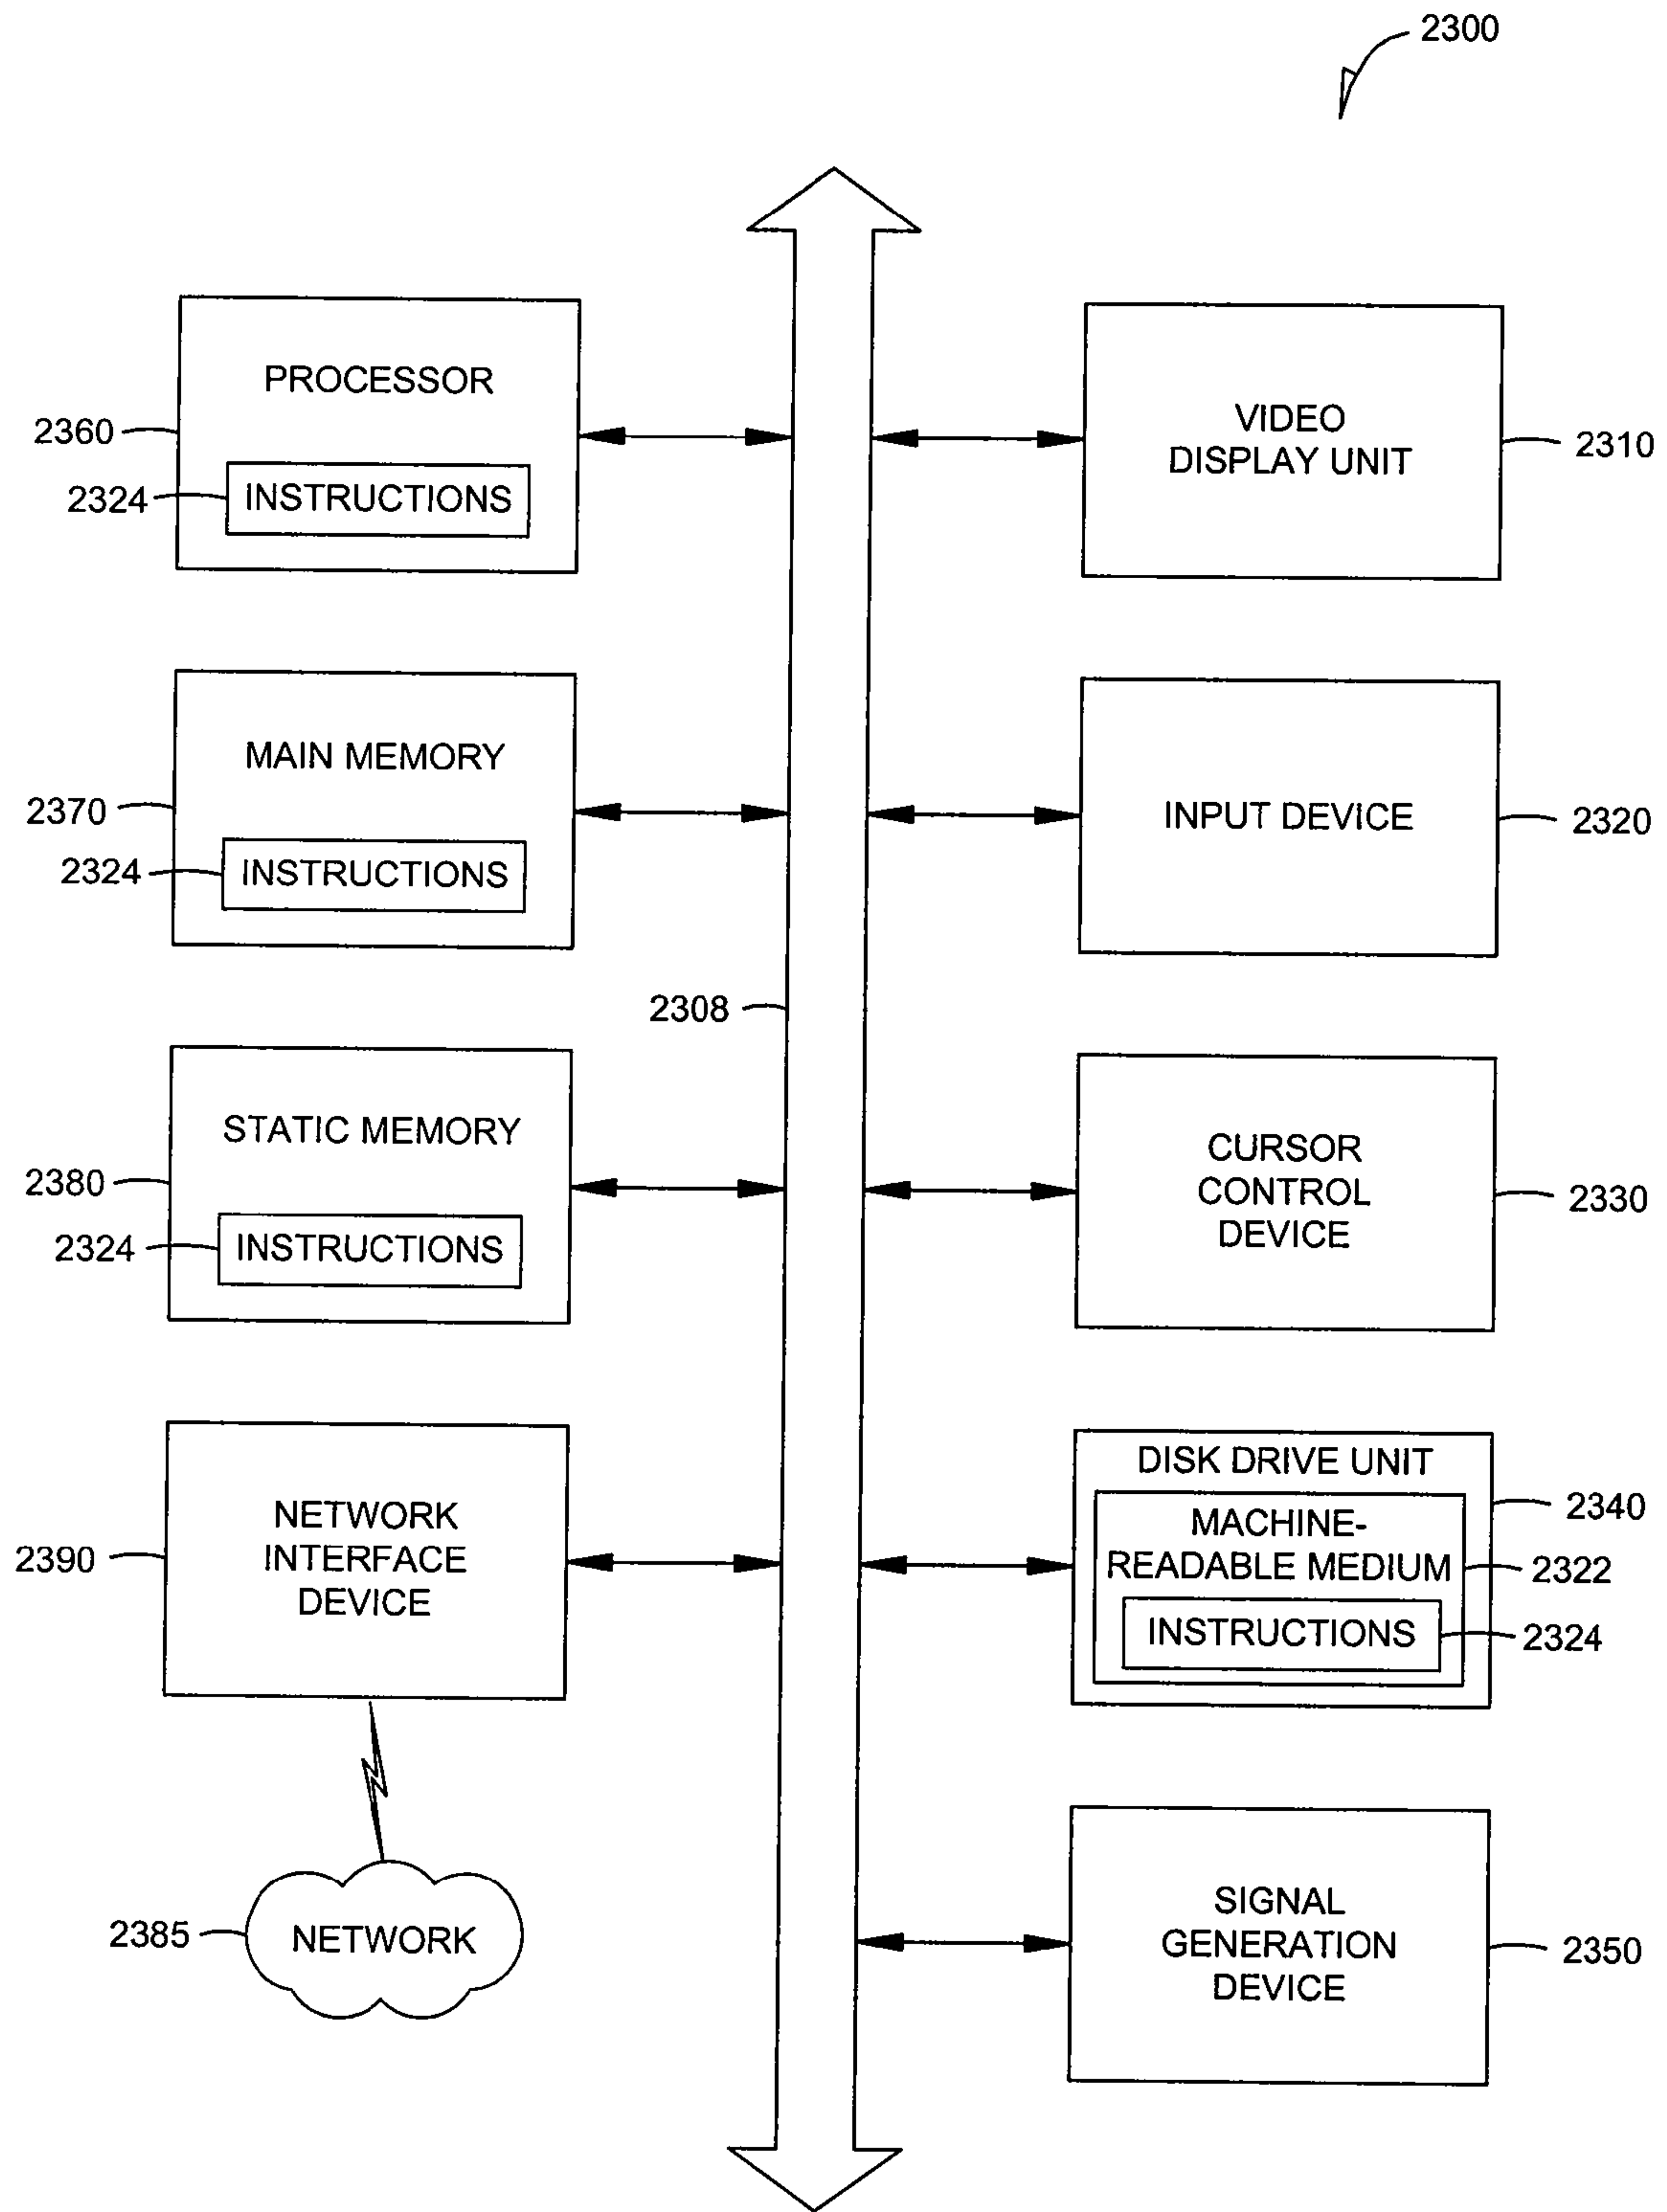 2300
PROCESSOR
2360
2324
INSTRUCTIONS
VIDEO
DISPLAY UNIT
2310
MAIN MEMORY
2370
2324
INSTRUCTIONS
INPUT DEVICE
2320
2308
STATIC MEMORY
2380
2324
INSTRUCTIONS
CURSOR
CONTROL
DEVICE
2330
NETWORK
INTERFACE
DEVICE
2390
DISK DRIVE UNIT
2340
MACHINE-
READABLE MEDIUM
2322
INSTRUCTIONS
2324
2385
NETWORK
SIGNAL
GENERATION
DEVICE
2350